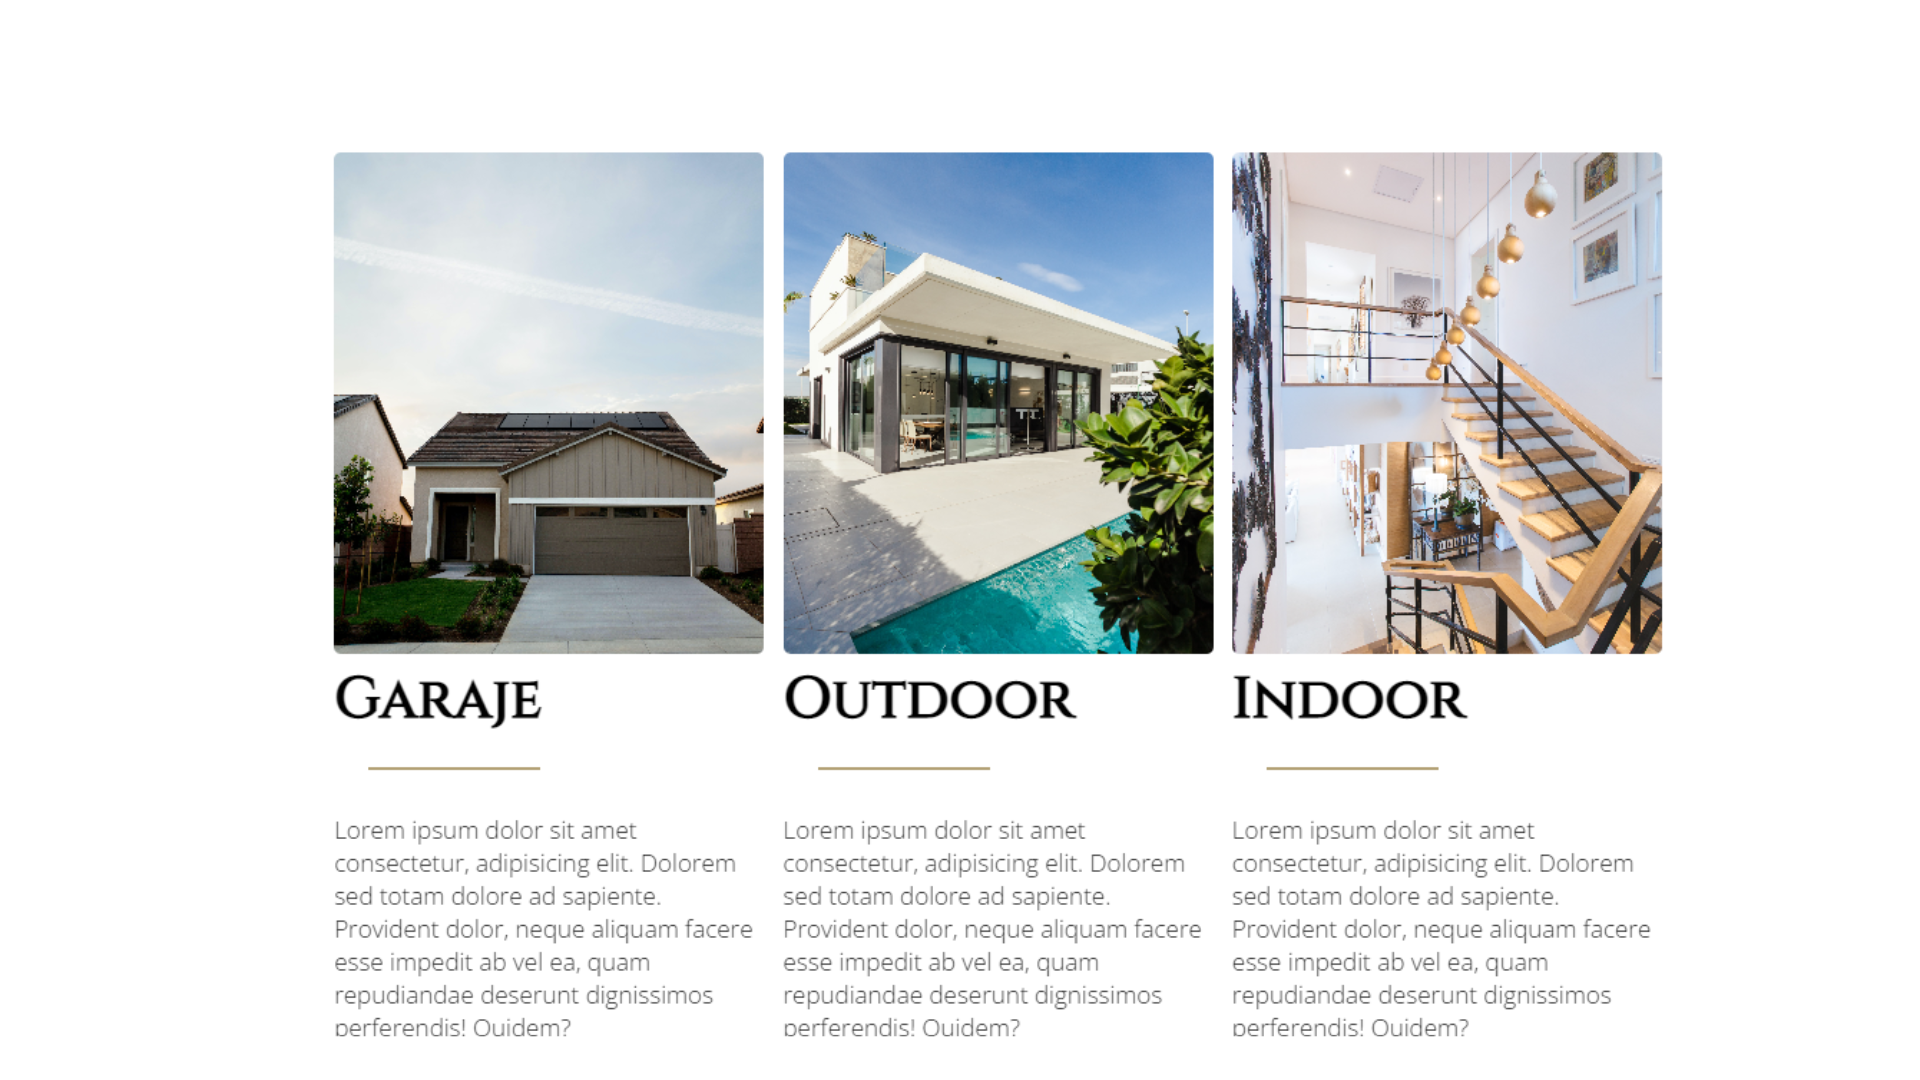 Garaje
Lorem ipsum dolor sit amet
consectetur, adipisicing elit. Dolorem
sed totam dolore ad sapiente.
Provident dolor, neque aliquam facere
esse impedit ab vel ea, quam
repudiandae deserunt dignissimos
perferendis! Quidem?
Outdoor
Lorem ipsum dolor sit amet
consectetur, adipisicing elit. Dolorem
sed totam dolore ad sapiente.
Provident dolor, neque aliquam facere
esse impedit ab vel ea, quam
repudiandae deserunt dignissimos
perferendis! Quidem?
Indoor
Lorem ipsum dolor sit amet
consectetur, adipisicing elit. Dolorem
sed totam dolore ad sapiente.
Provident dolor, neque aliquam facere
esse impedit ab vel ea, quam
repudiandae deserunt dignissimos
perferendis! Quidem?